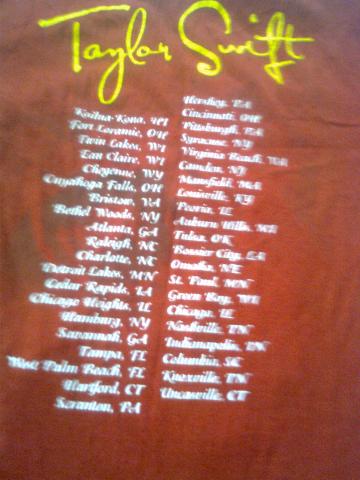 Taylor Swift
Kailua-Kona, HI
Fort Loramie, OH
Twin Lakes, WI
Eau Claire, WI
Cheyenne, WY
Cuyahoga Falls, OH
Bristow, VA
Bethel Woods, NY
Atlanta, GA
Raleigh, NC
Charlotte, NC
Detroit Lakes, MN
Cedar Rapids, IA
Chicago Heights, IL
Hamburg, NY
Savannah, GA
Tampa, FL
West Palm Beach, FL
Hartford, CT
Scranton, PA
Hershey, PA
Cincinnati, OH
Pittsburgh, PA
Syracuse, NY
Virginia Beach, VA
Camden, NJ
Mansfield, MA
Louisville, KY
Peoria, IL
Auburn Hills, MI
Tulsa, OK
Bossier City, LA
Omaha, NE
St. Paul, MN
Green Bay, WI
Chicago, IL
Nashville, TN
Indianapolis, IN
Columbia, SC
Knoxville, TN
Uncasville, CT